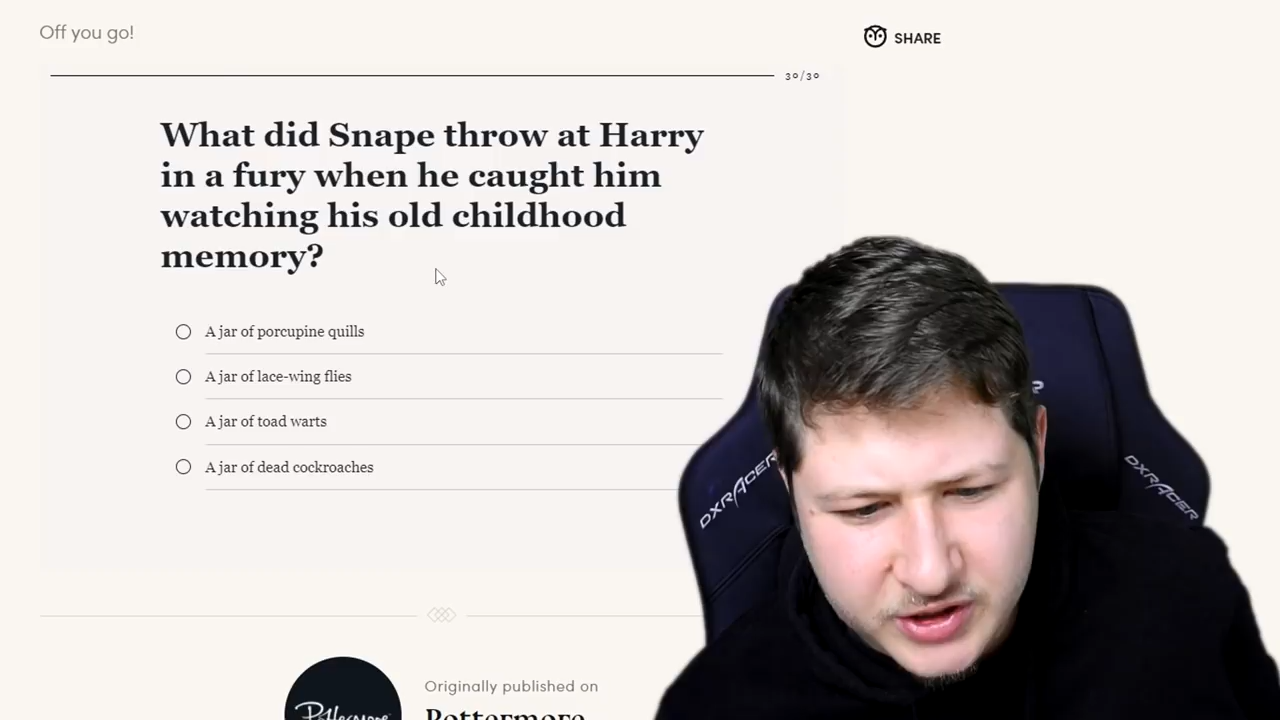 Off you go!
SHARE
30/30
What did Snape throw at Harry
in a fury when he caught him
watching his old childhood
memory?
A jar of porcupine quills
A jar of lace-wing flies
A jar of toad warts
A jar of dead cockroaches
DXRACER
DXRACER
Originally published on
Pottermore
Pottermore